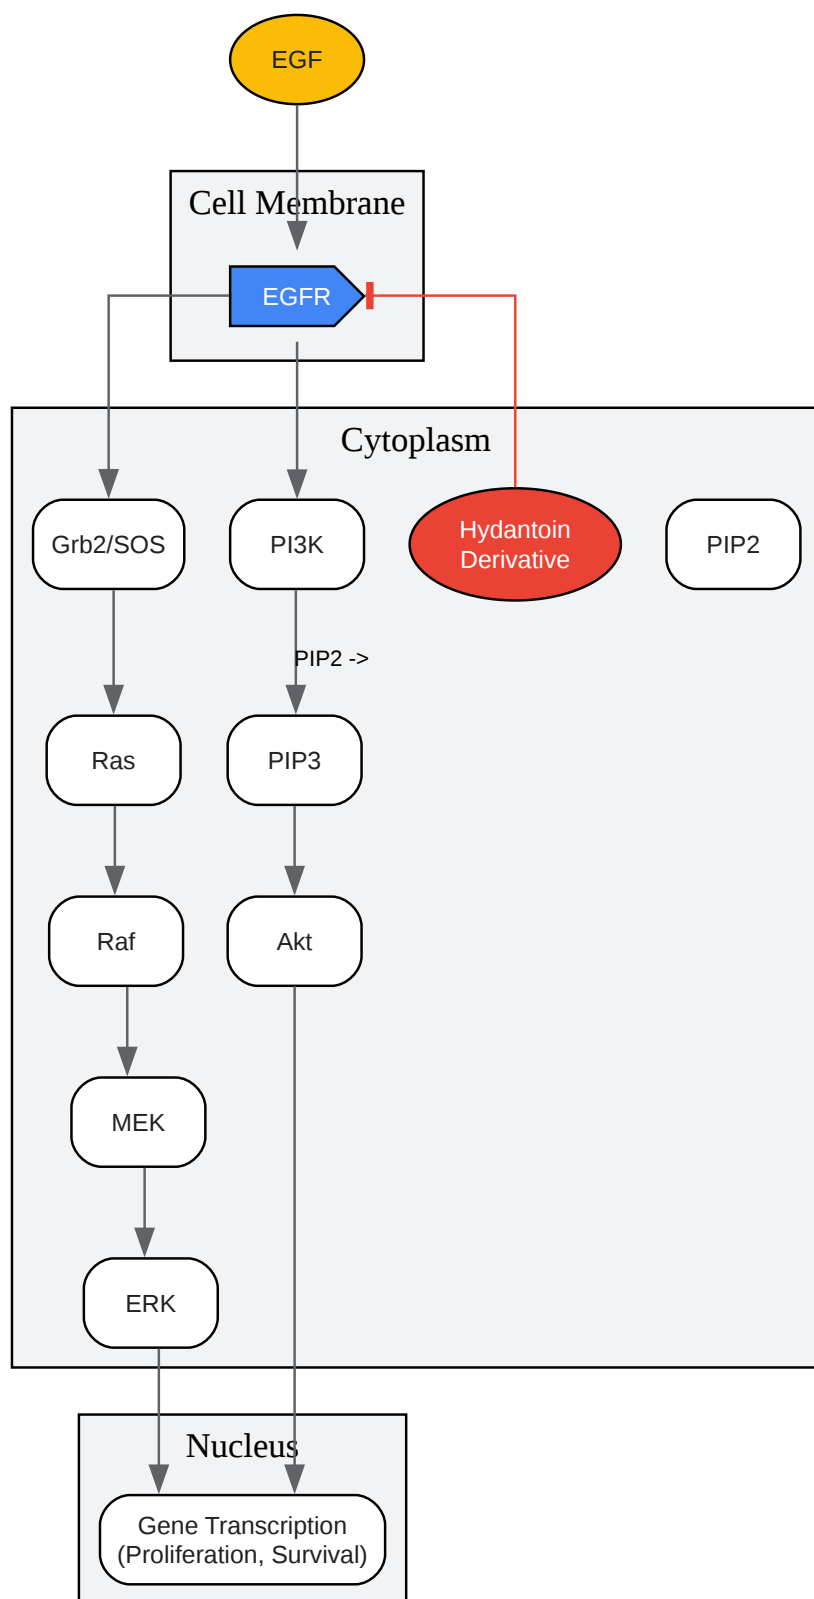 EGF
Cell Membrane
EGFR
Cytoplasm
Grb2/SOS
PI3K
Hydantoin
Derivative
PIP2
PIP2 ->
Ras
PIP3
Raf
Akt
MEK
ERK
Nucleus
Gene Transcription
(Proliferation, Survival)